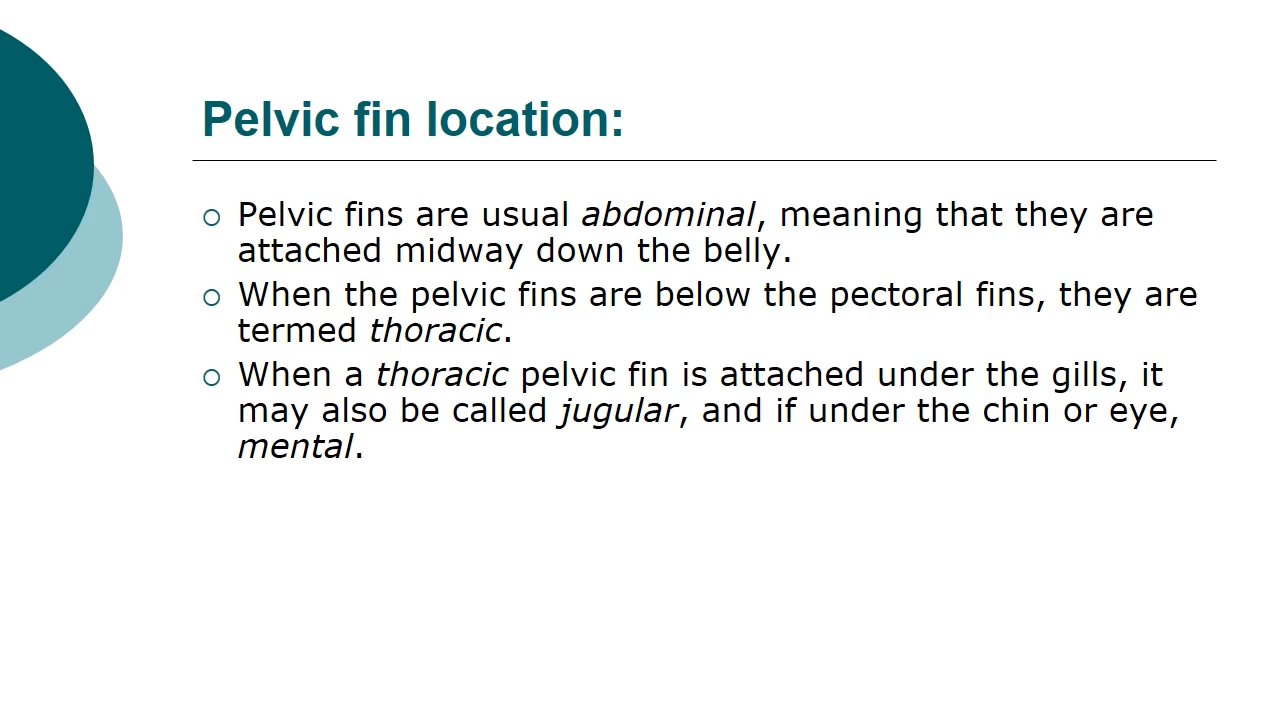 Pelvic fin location:
Pelvic fins are usual abdominal, meaning that they are
attached midway down the belly.
When the pelvic fins are below the pectoral fins, they are
termed thoracic.
When a thoracic pelvic fin is attached under the gills, it
may also be called jugular, and if under the chin or eye,
mental.